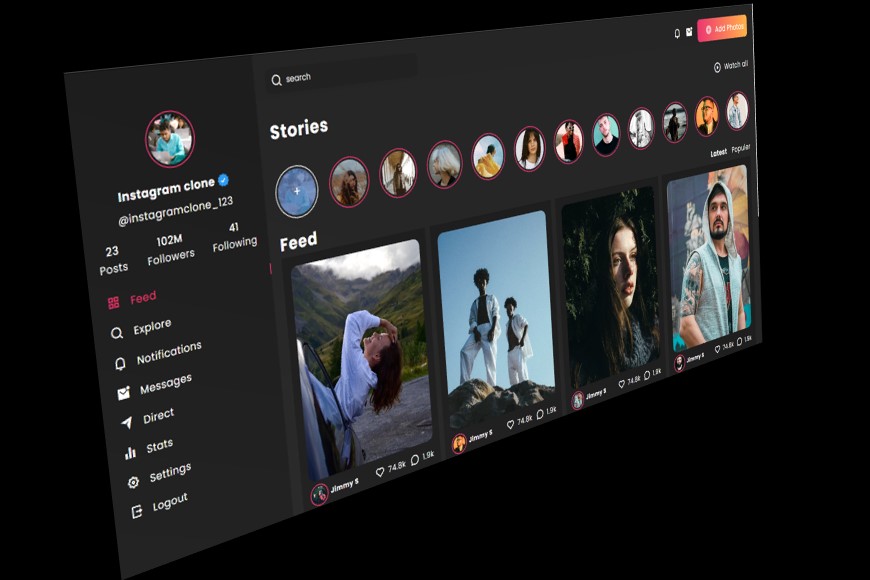 search
Add Photos
Watch all
Stories
Latest Populer
Instagram clone
@instagramclone_123
23 102M 41
Posts Followers Following
Feed
Explore
Notifications
Messages
Direct
Stats
Settings
Logout
Feed
Jimmy S 74.8k 1.9k
Jimmy S 74.8k 1.9k
Jimmy S 74.8k 1.9k
Jimmy S 74.8k 1.9k